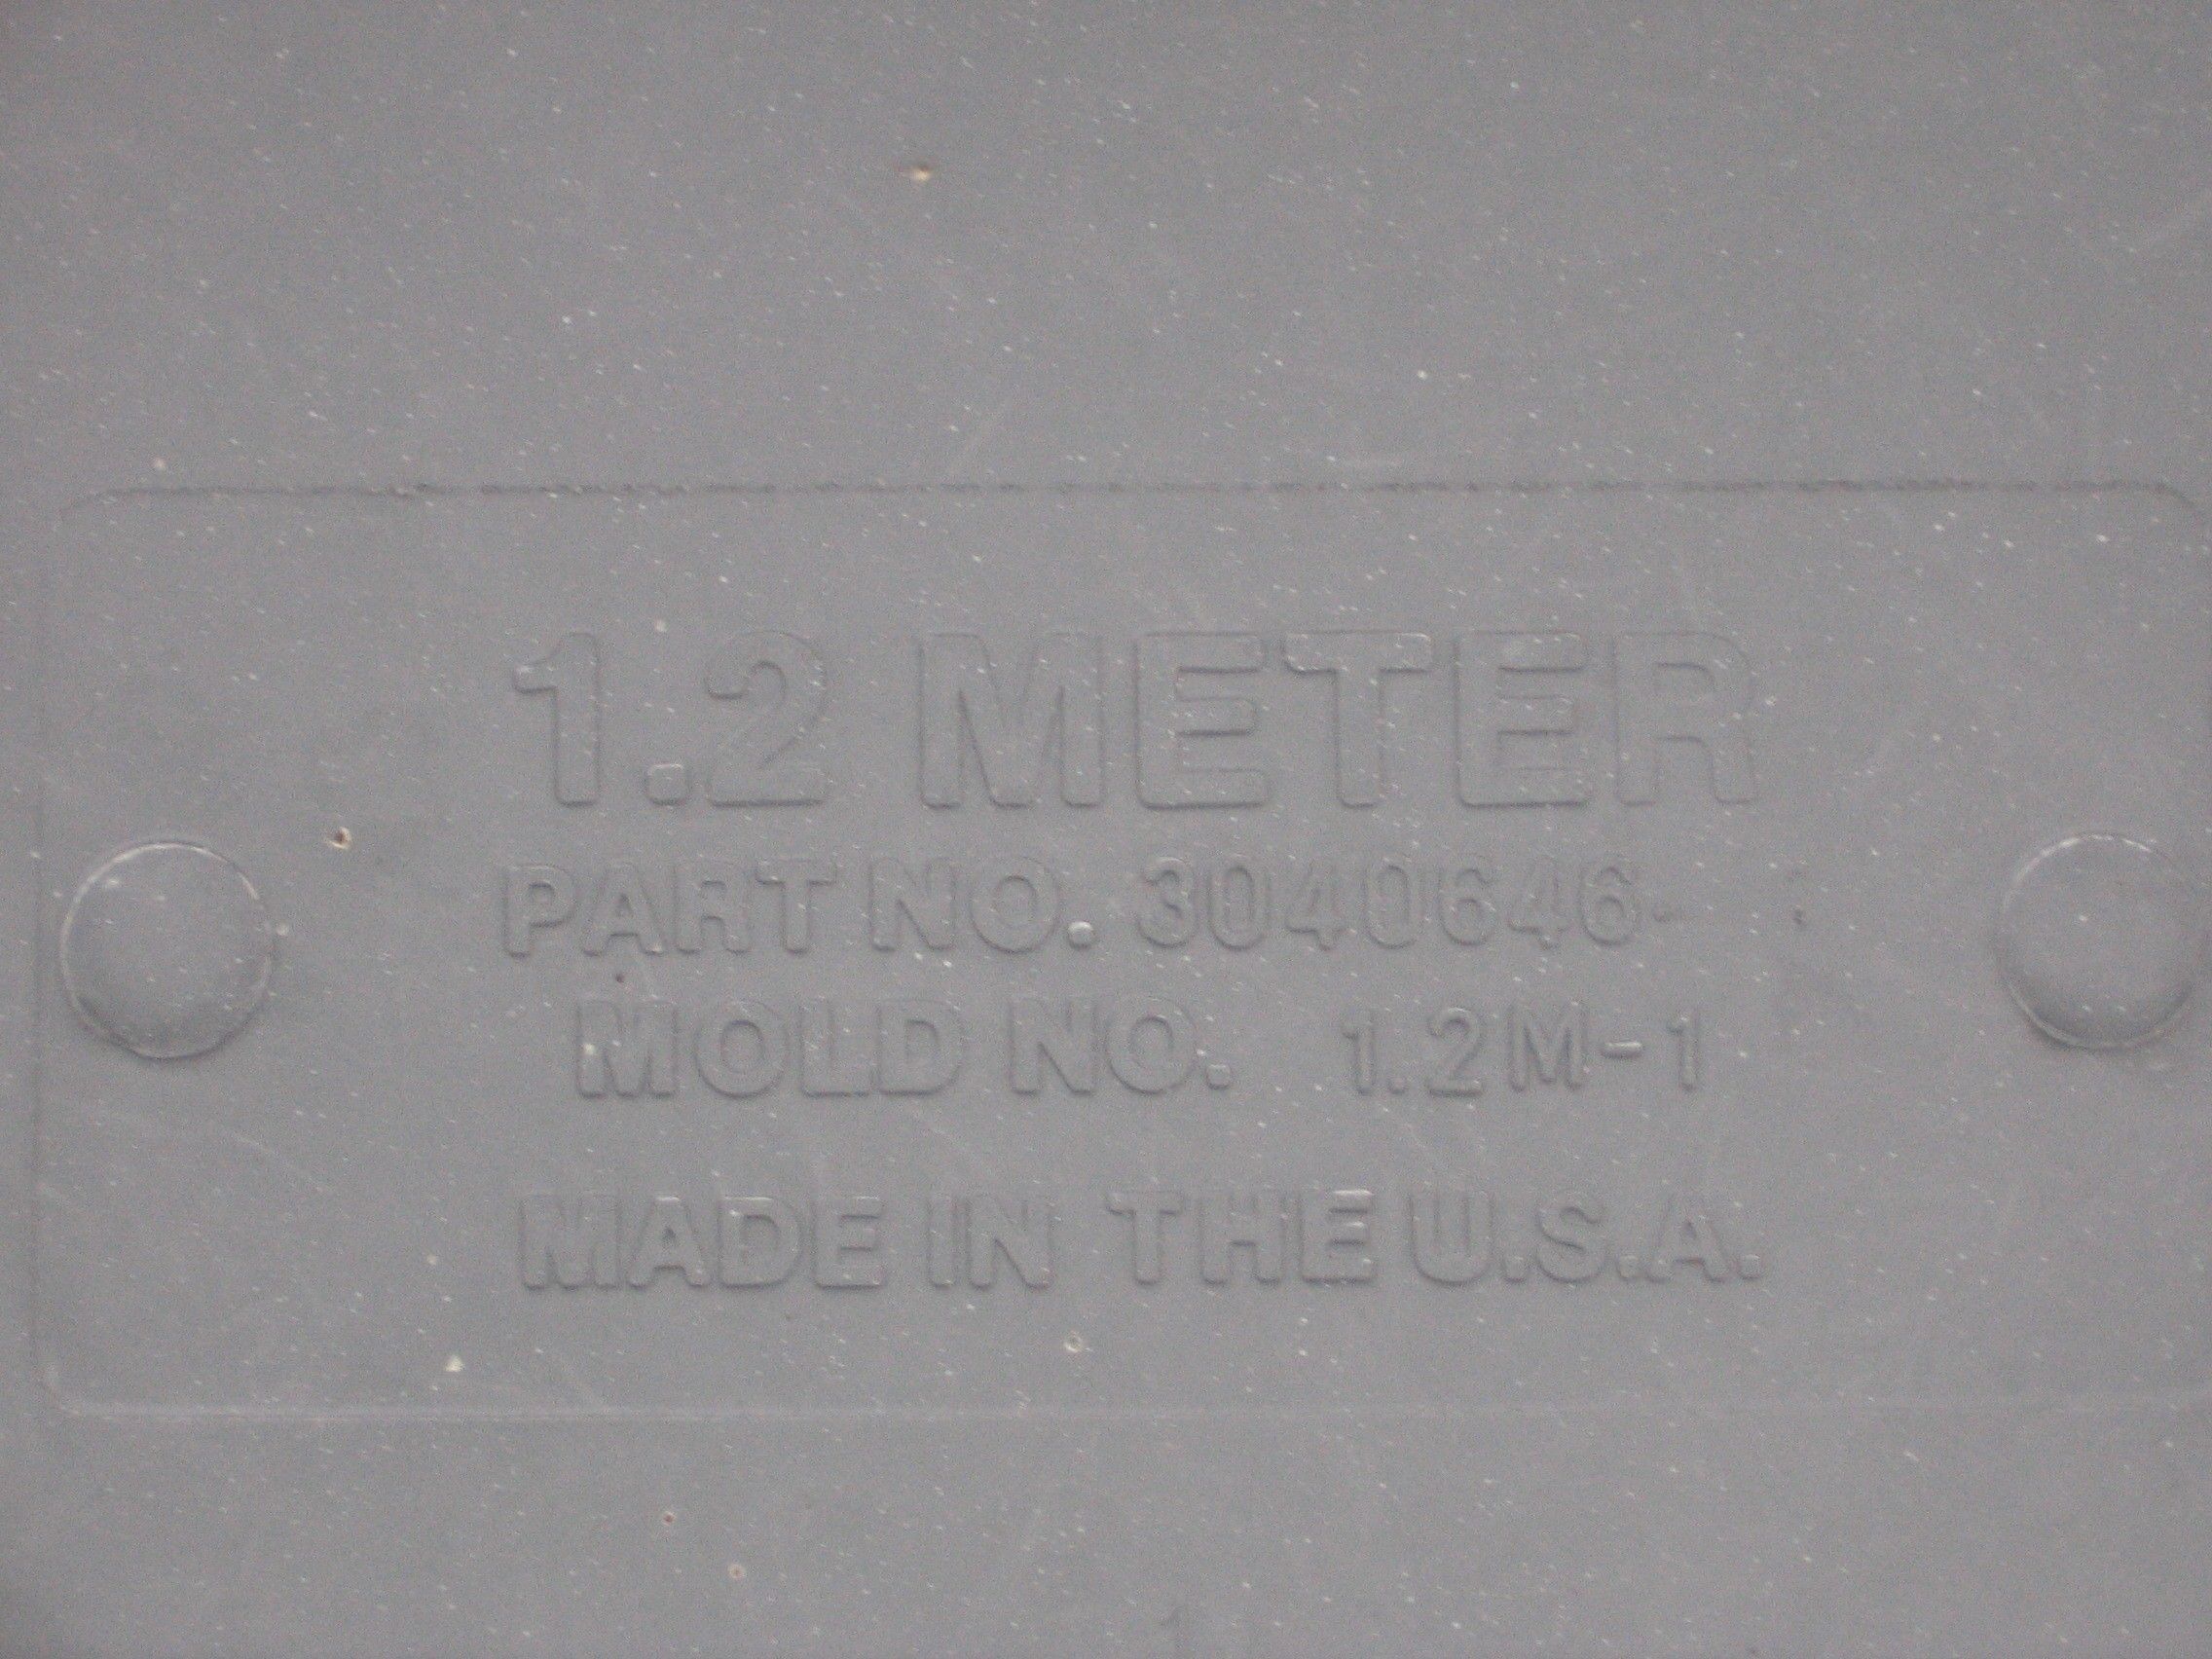 1.2 METER
PART NO. 3040646-
MOLD NO. 1.2M-1
MADE IN THE U.S.A.